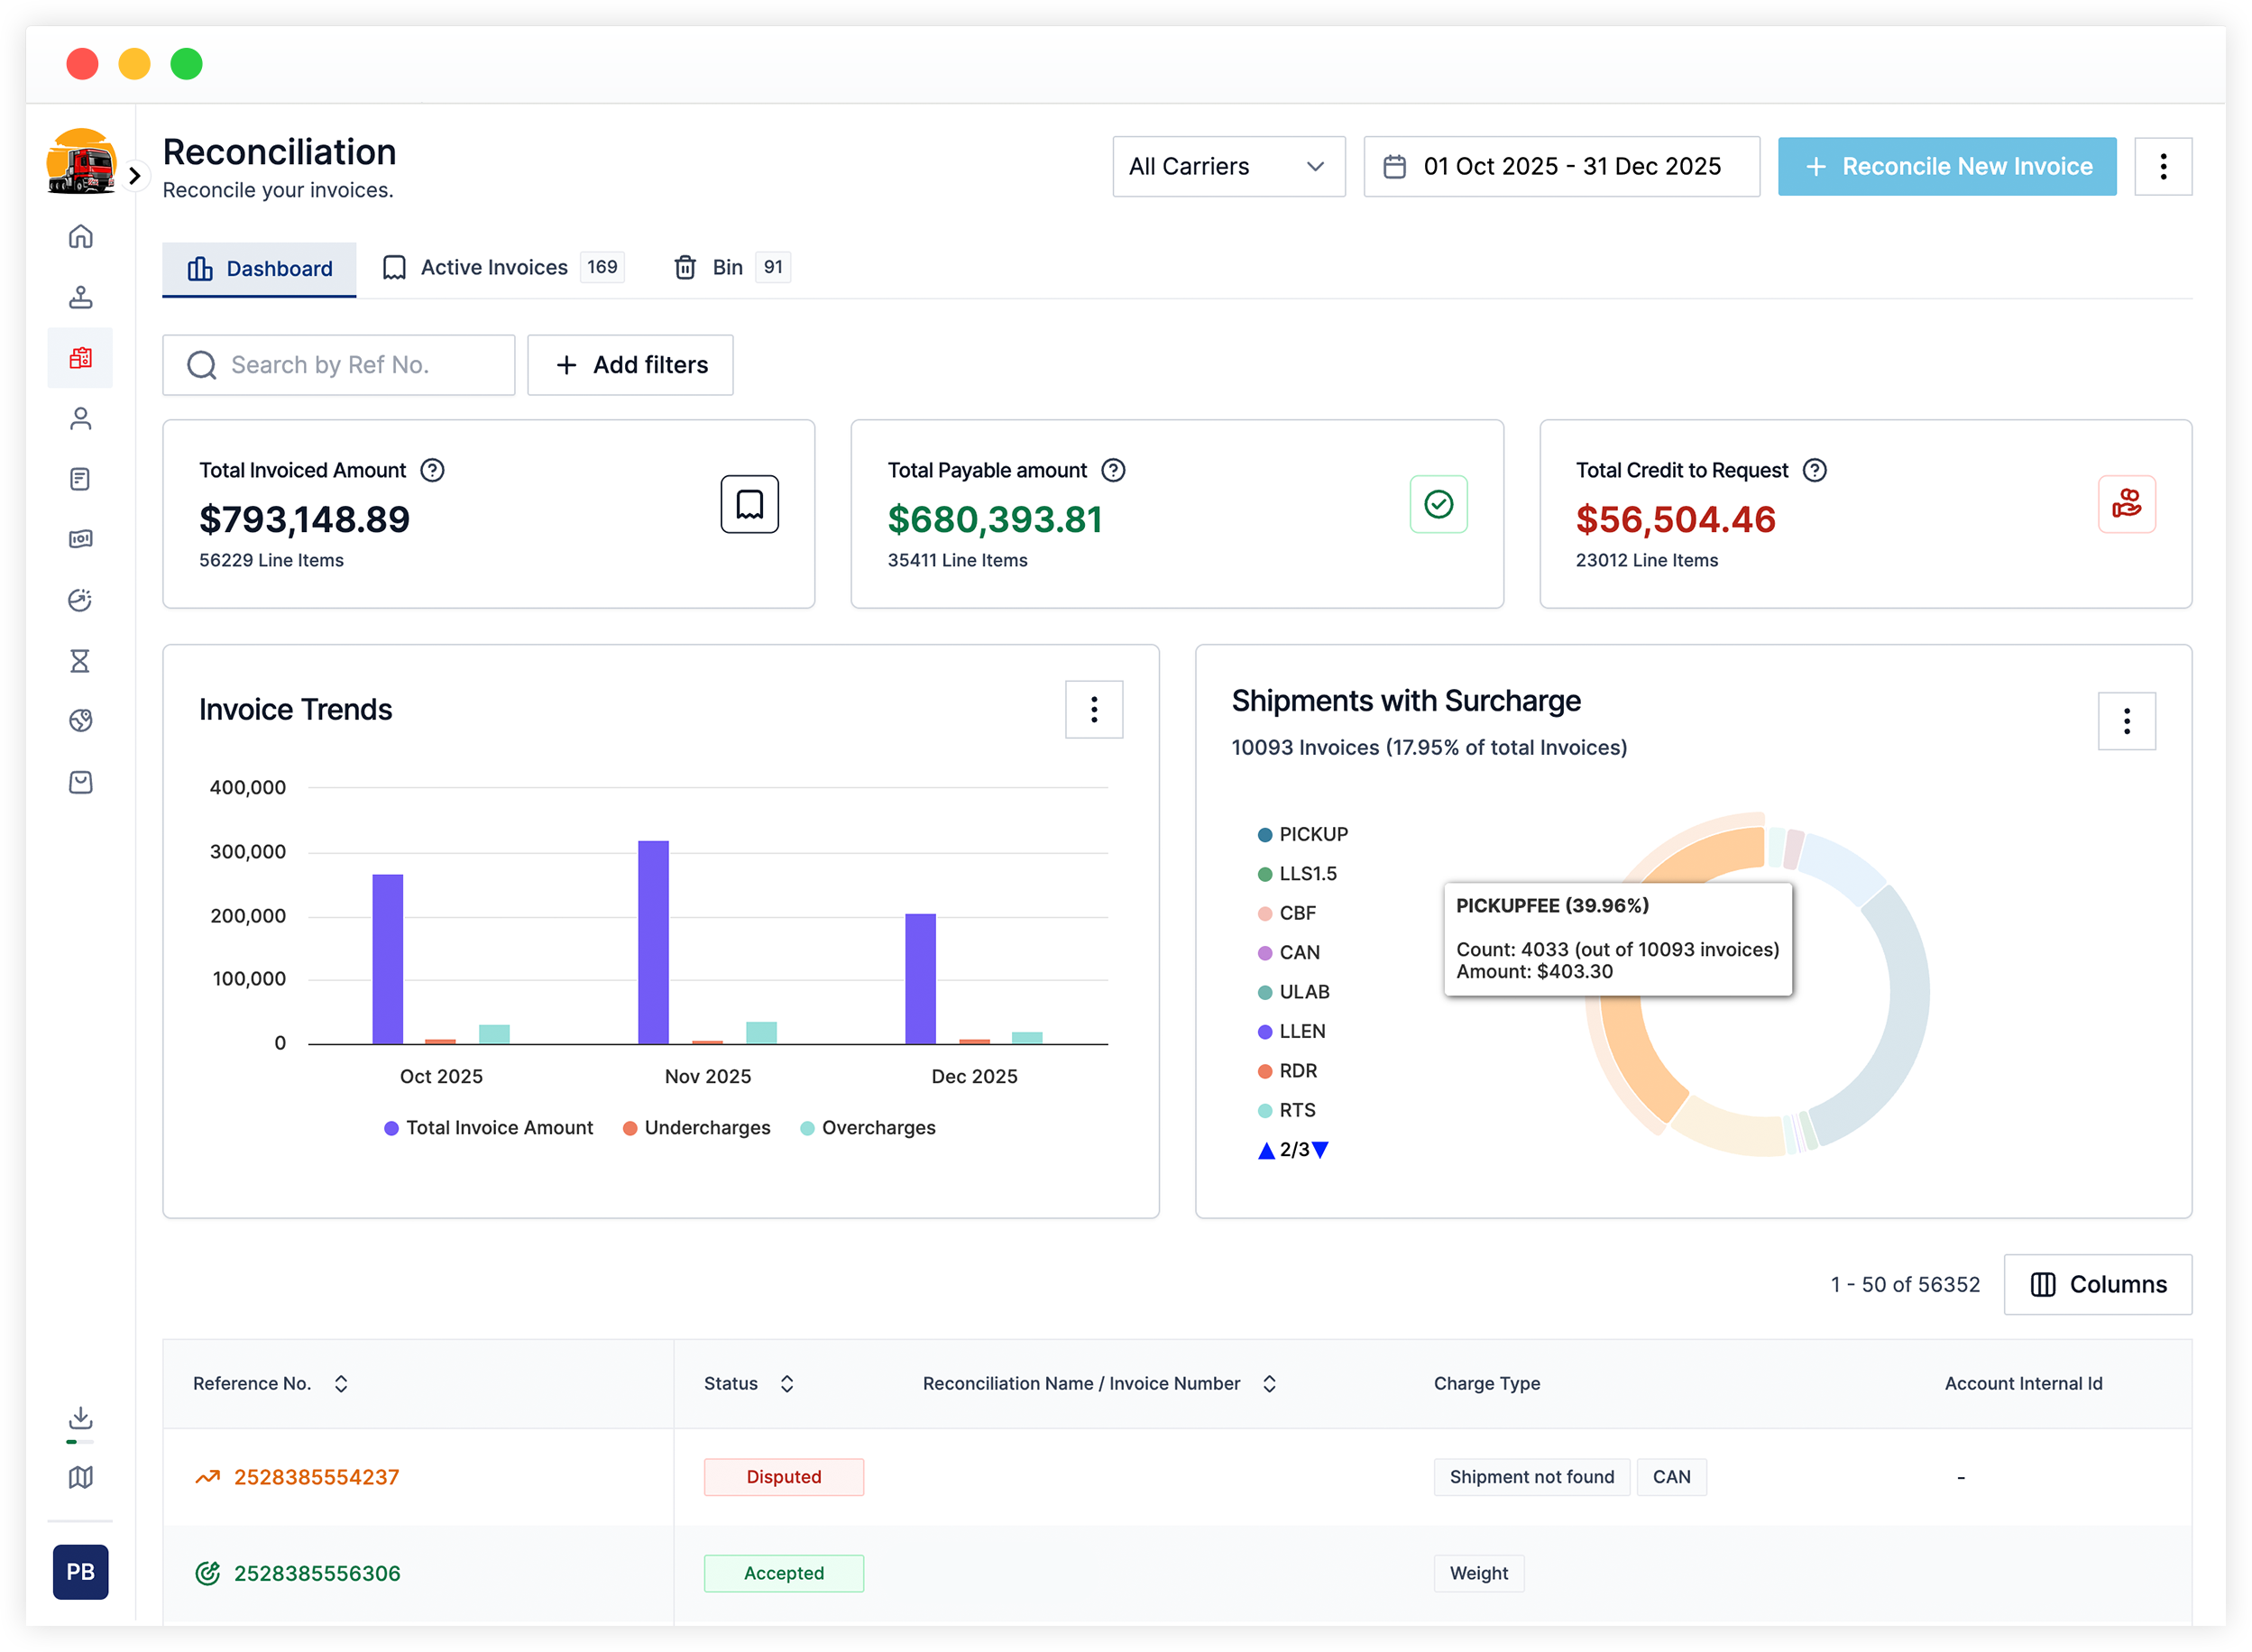 Reconciliation
Reconcile your invoices.
All Carriers
01 Oct 2025 - 31 Dec 2025
+ Reconcile New Invoice
Dashboard
Active Invoices 169
Bin 91
Search by Ref No.
+ Add filters
Total Invoiced Amount
$793,148.89
56229 Line Items
Total Payable amount
$680,393.81
35411 Line Items
Total Credit to Request
$56,504.46
23012 Line Items
Invoice Trends
400,000
300,000
200,000
100,000
0
Oct 2025
Nov 2025
Dec 2025
Total Invoice Amount
Undercharges
Overcharges
Shipments with Surcharge
10093 Invoices (17.95% of total Invoices)
PICKUP
LLS1.5
CBF
CAN
ULAB
LLEN
RDR
RTS
2/3
PICKUPFEE (39.96%)
Count: 4033 (out of 10093 invoices)
Amount: $403.30
1 - 50 of 56352
Columns
Reference No.
Status
Reconciliation Name / Invoice Number
Charge Type
Account Internal Id
2528385554237
Disputed
Shipment not found
CAN
-
2528385556306
Accepted
Weight
PB